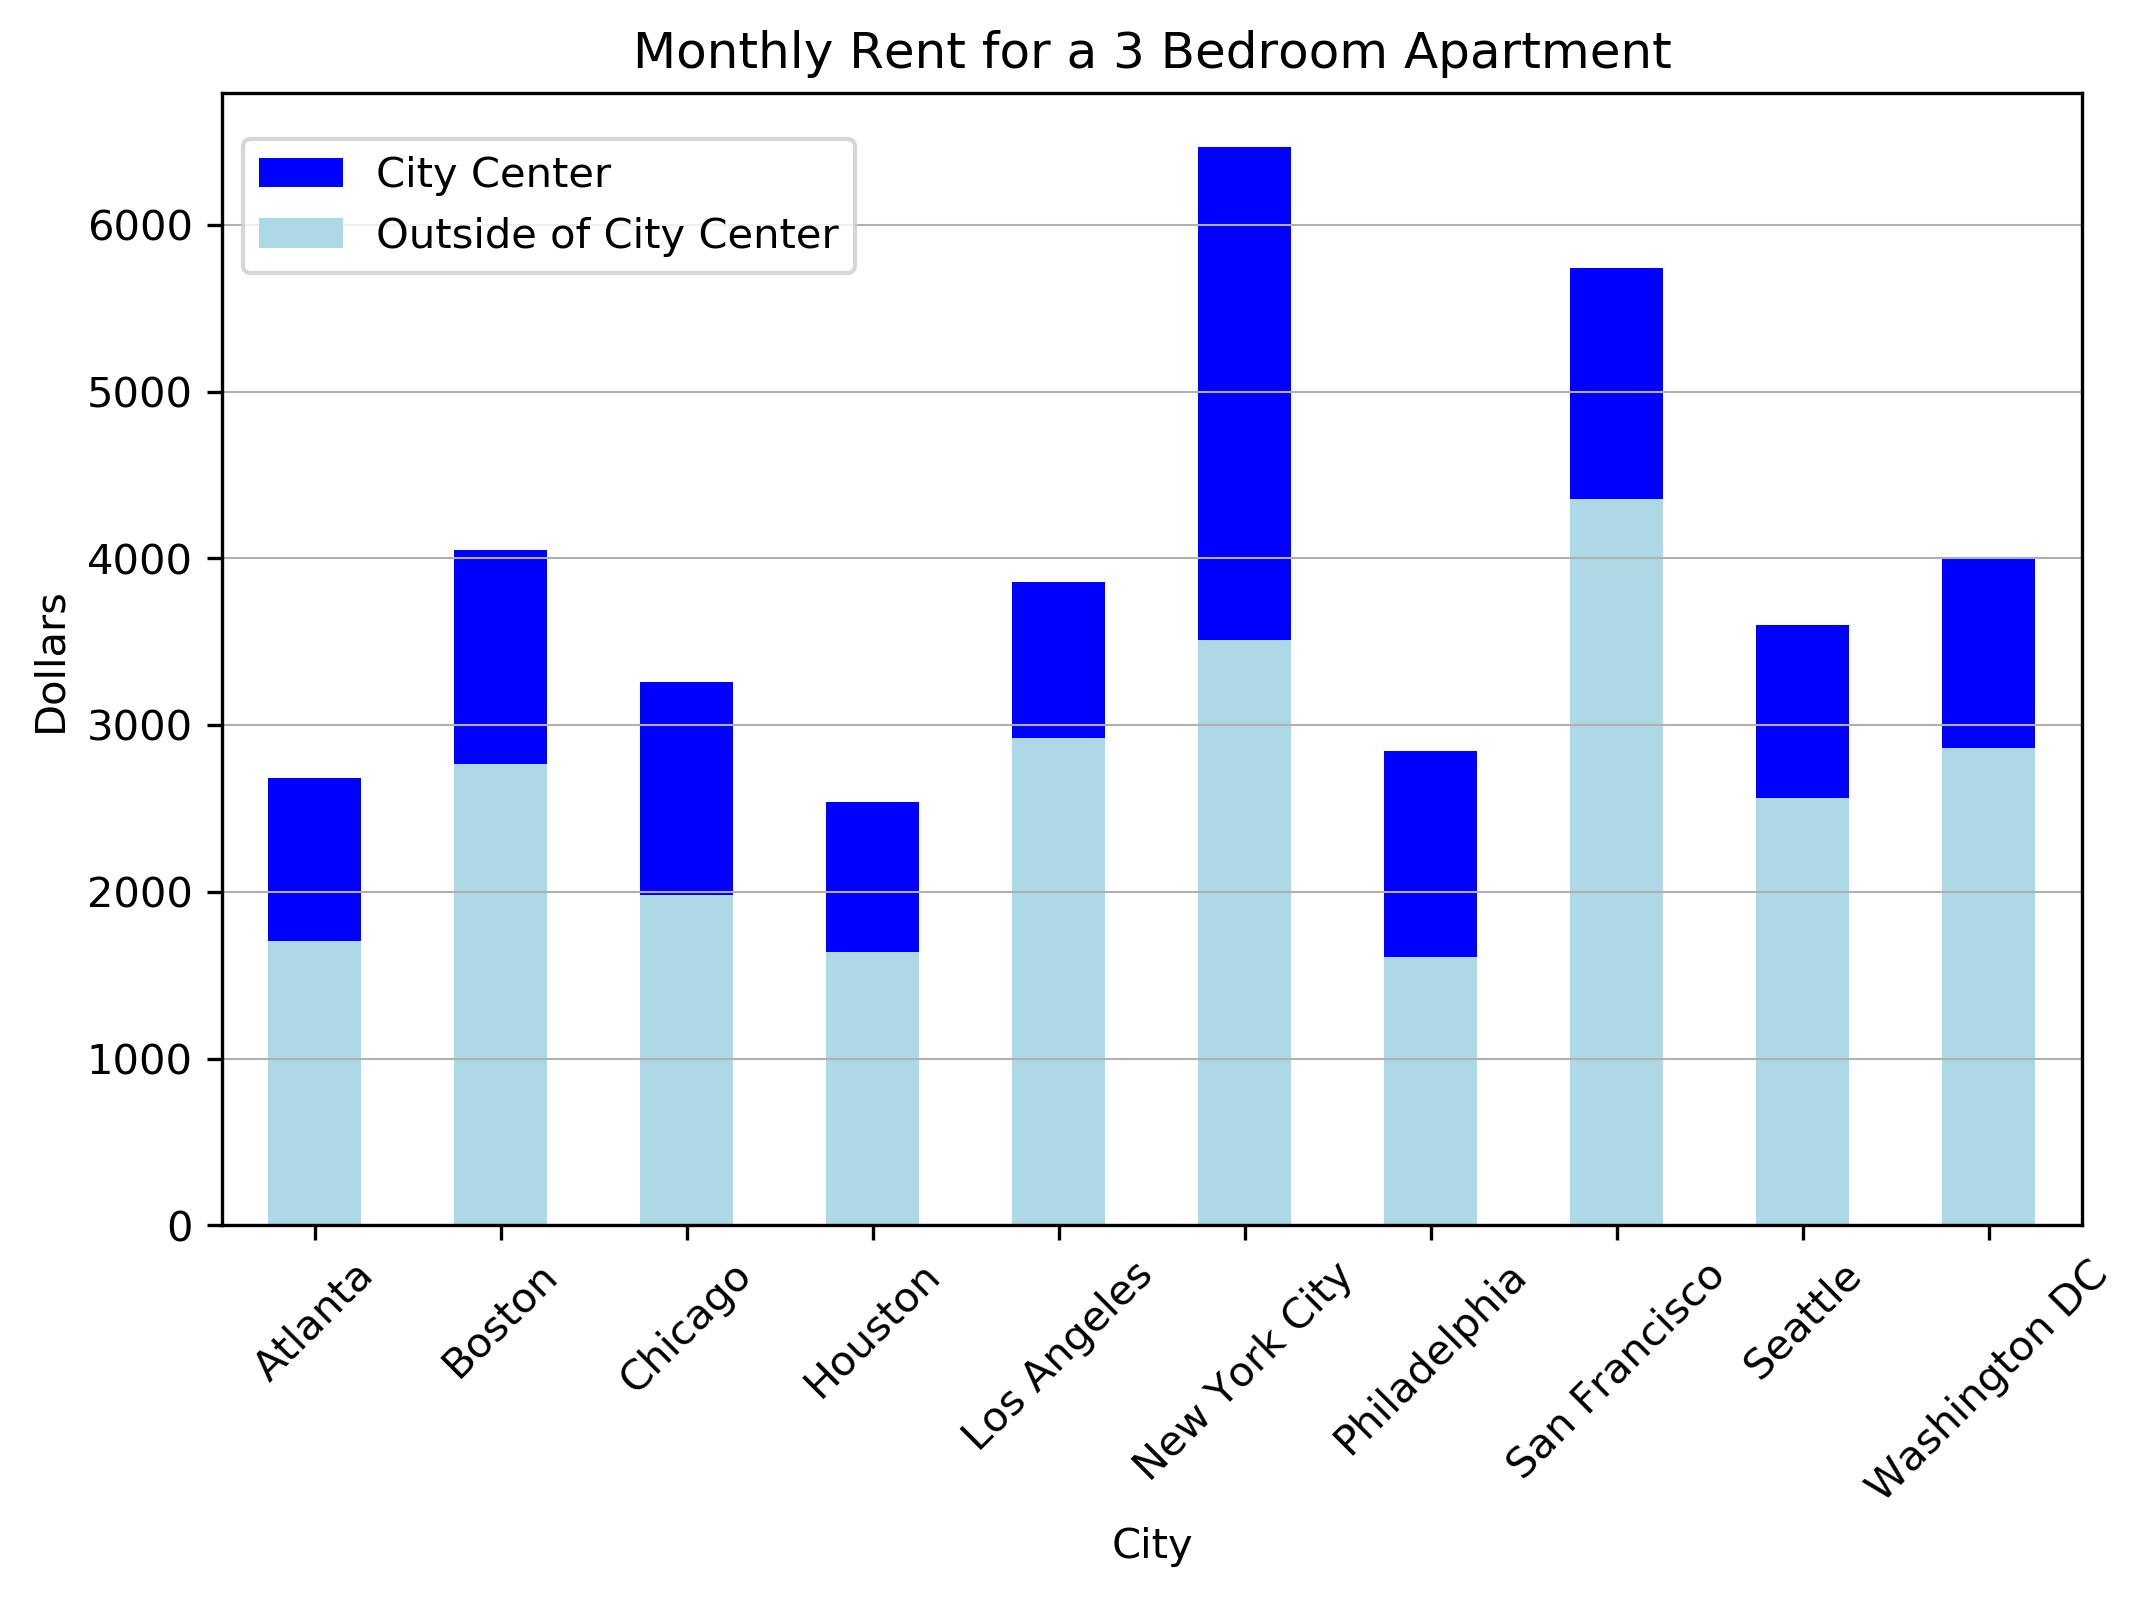 Monthly Rent for a 3 Bedroom Apartment
City Center
Outside of City Center
6000
5000
4000
3000
2000
1000
0
Dollars
Atlanta
Boston
Chicago
Houston
Los Angeles
New York City
Philadelphia
San Francisco
Seattle
Washington DC
City